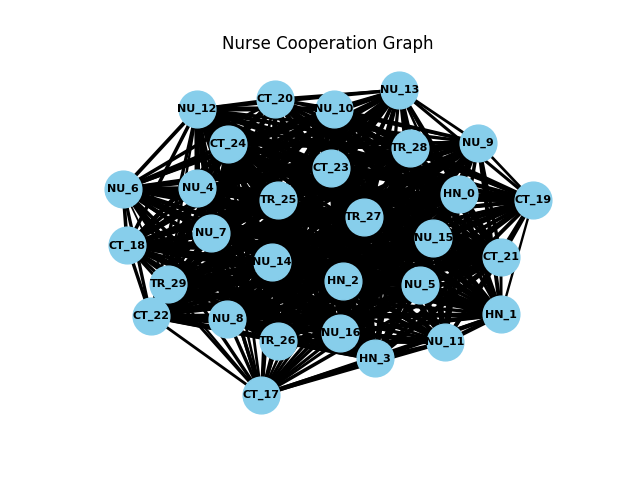 Nurse Cooperation Graph
NU_13
CT_20
NU_12
NU_10
NU_9
CT_24
TR_28
CT_23
NU_6
NU_4
HN_0
TR_25
CT_19
TR_27
NU_7
NU_15
CT_18
CT_21
NU_14
HN_2
TR_29
NU_5
CT_22
HN_1
NU_8
NU_16
TR_26
NU_11
HN_3
CT_17